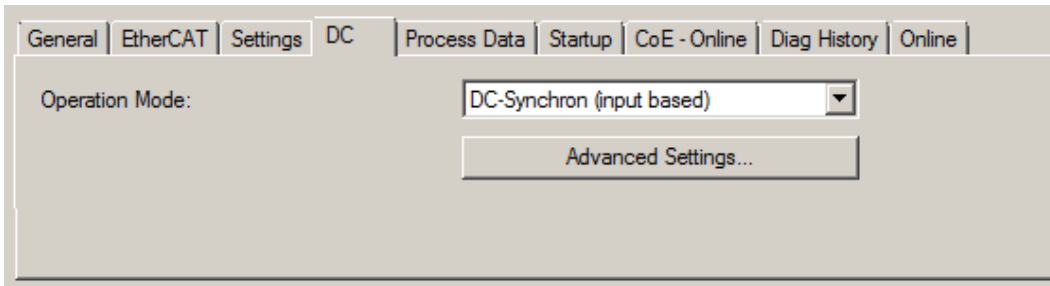 General EtherCAT Settings DC Process Data Startup CoE - Online Diag History Online
Operation Mode: DC-Synchron (input based)
Advanced Settings...